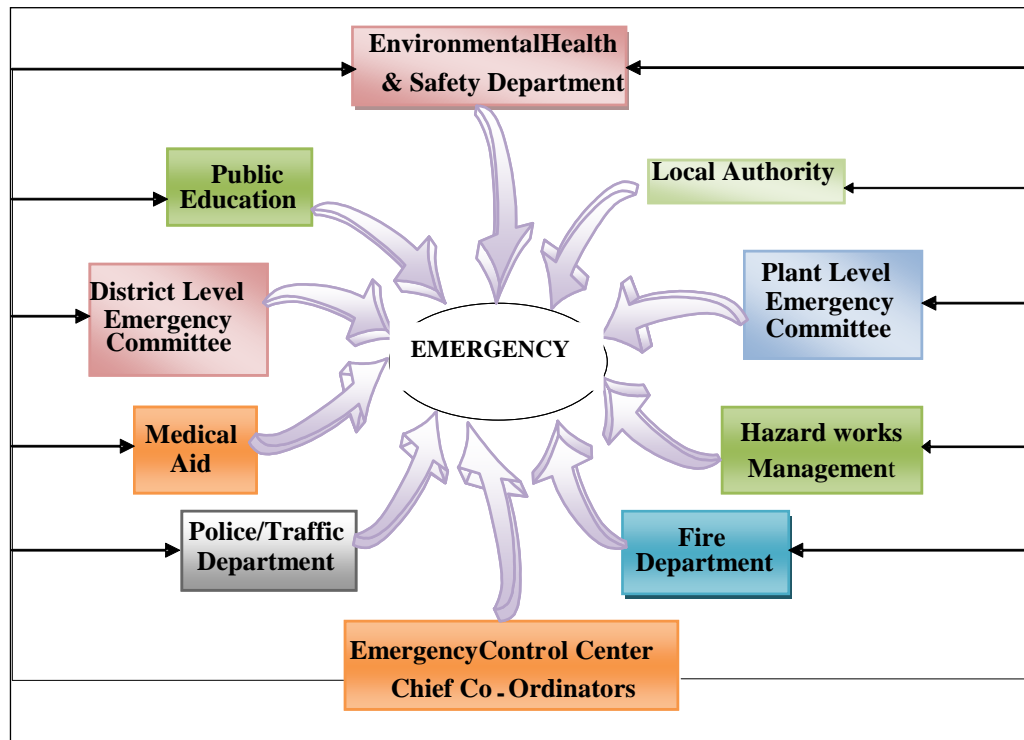 EnvironmentalHealth
& Safety Department
Public
Education
Local Authority
District Level
Emergency
Committee
Plant Level
Emergency
Committee
EMERGENCY
Medical
Aid
Hazard works
Management
Police/Traffic
Department
Fire
Department
EmergencyControl Center
Chief Co-Ordinators